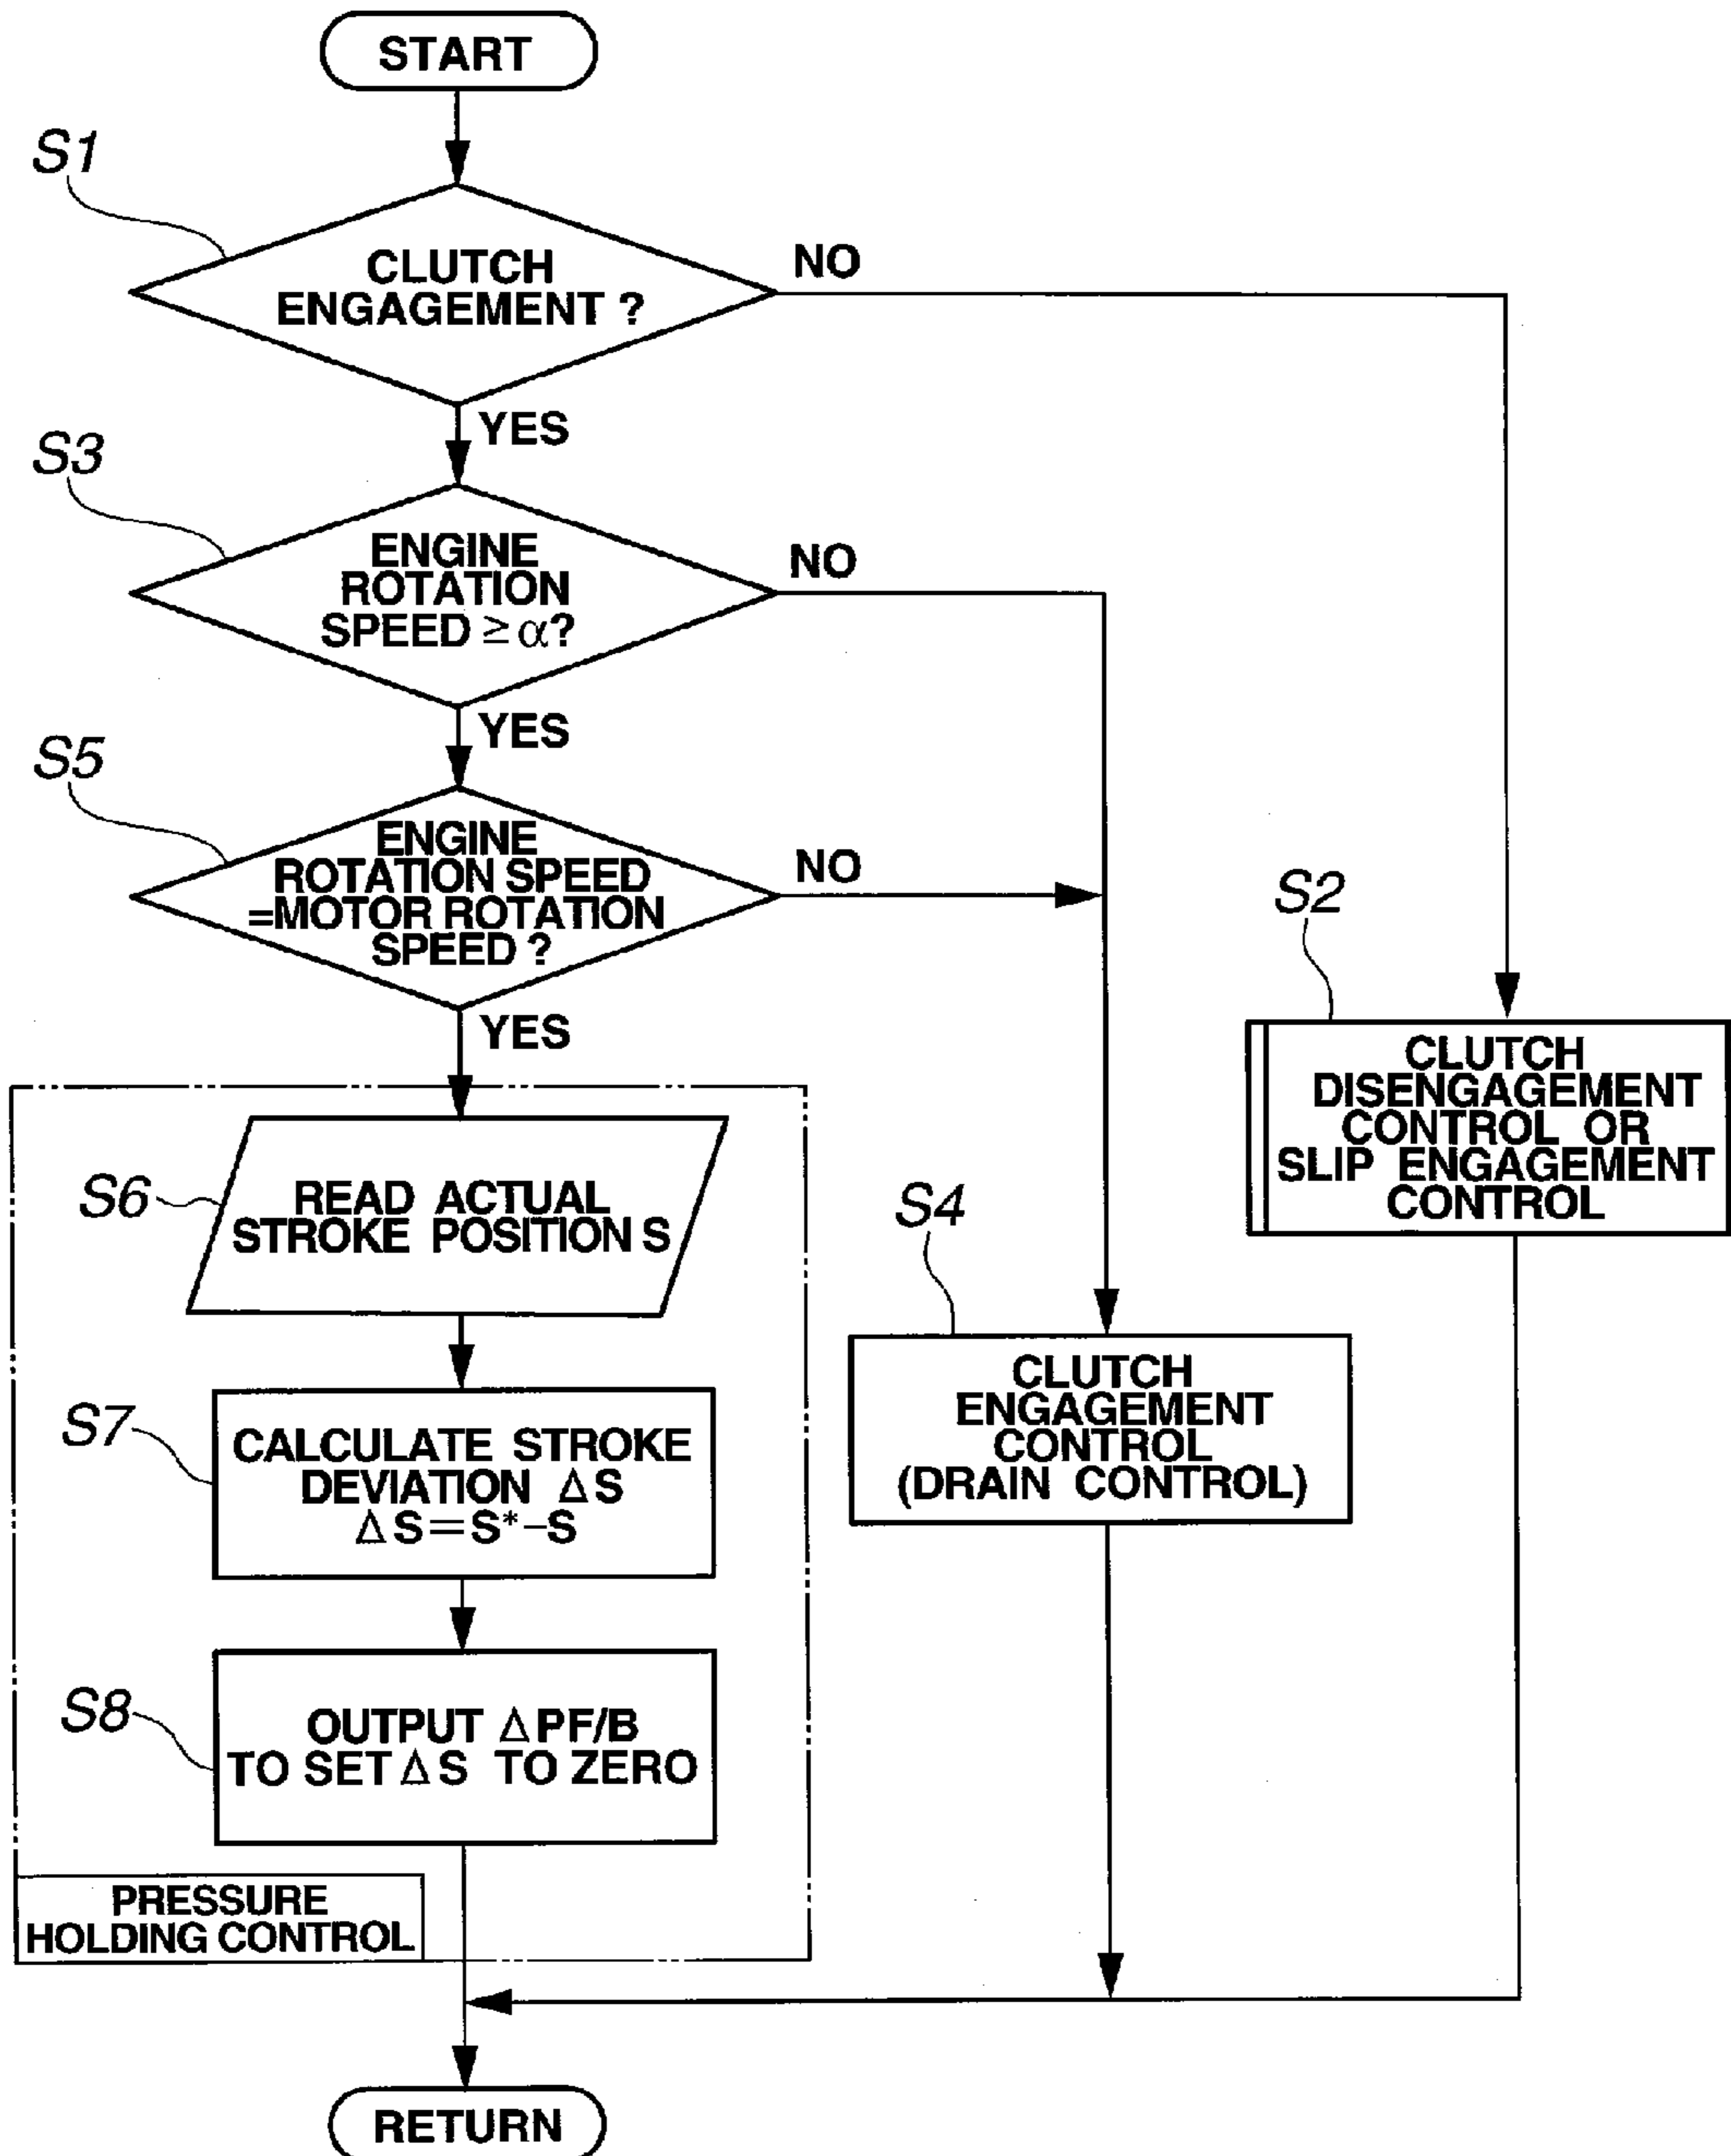 START
S1
CLUTCH
ENGAGEMENT ?
NO
YES
S3
ENGINE
ROTATION
SPEED ≥ α?
NO
YES
S5
ENGINE
ROTATION SPEED
=MOTOR ROTATION
SPEED ?
NO
YES
S2
CLUTCH
DISENGAGEMENT
CONTROL OR
SLIP ENGAGEMENT
CONTROL
S6
READ ACTUAL
STROKE POSITION S
S4
CLUTCH
ENGAGEMENT
CONTROL
(DRAIN CONTROL)
S7
CALCULATE STROKE
DEVIATION ΔS
ΔS=S*–S
S8
OUTPUT ΔPF/B
TO SET ΔS TO ZERO
PRESSURE
HOLDING CONTROL
RETURN